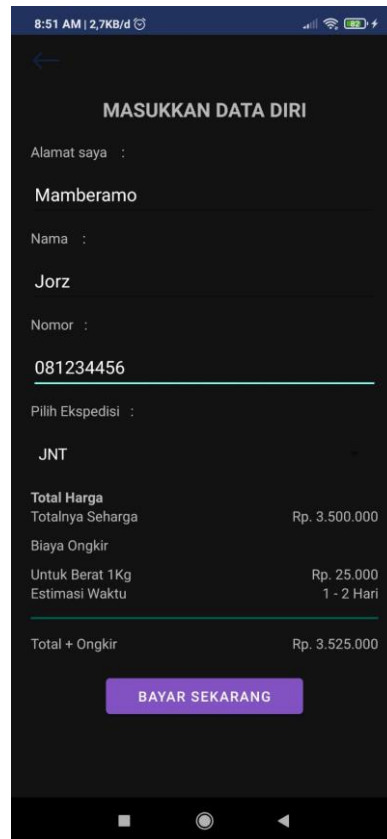 8:51 AM | 2,7KB/d
82
MASUKKAN DATA DIRI
Alamat saya :
Mamberamo
Nama :
Jorz
Nomor :
081234456
Pilih Ekspedisi :
JNT
Total Harga
Totalnya Seharga Rp. 3.500.000
Biaya Ongkir
Untuk Berat 1Kg Rp. 25.000
Estimasi Waktu 1 - 2 Hari
Total + Ongkir Rp. 3.525.000
BAYAR SEKARANG